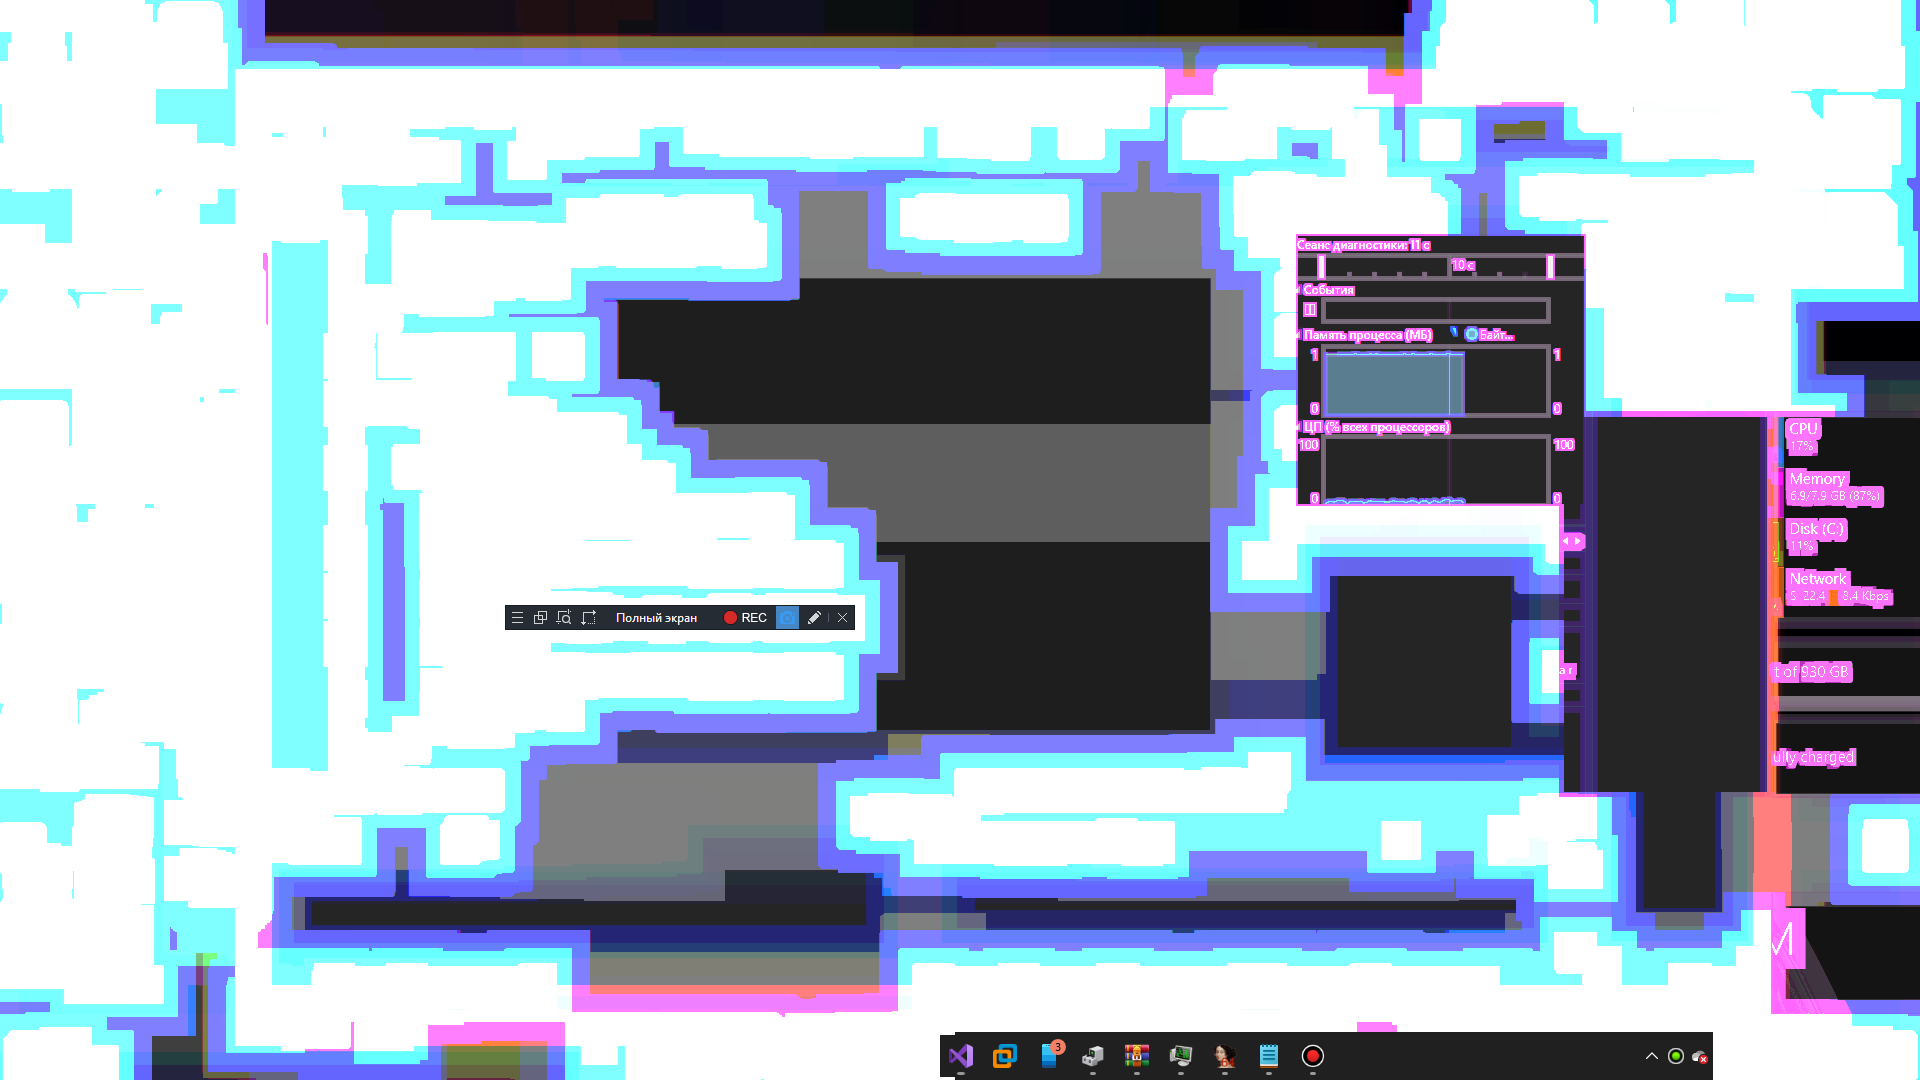 Сеанс диагностики: 11 с
10 с
События
Память процесса (МБ) Байт...
1 1
0 0
ЦП (% всех процессоров)
100 100
0 0
CPU
17%
Memory
6.9/7.9 GB (87%)
Disk (C:)
11%
Network
S 22.4 8.4 Kbps
Полный экран REC
t of 930 GB
ully charged
M
3